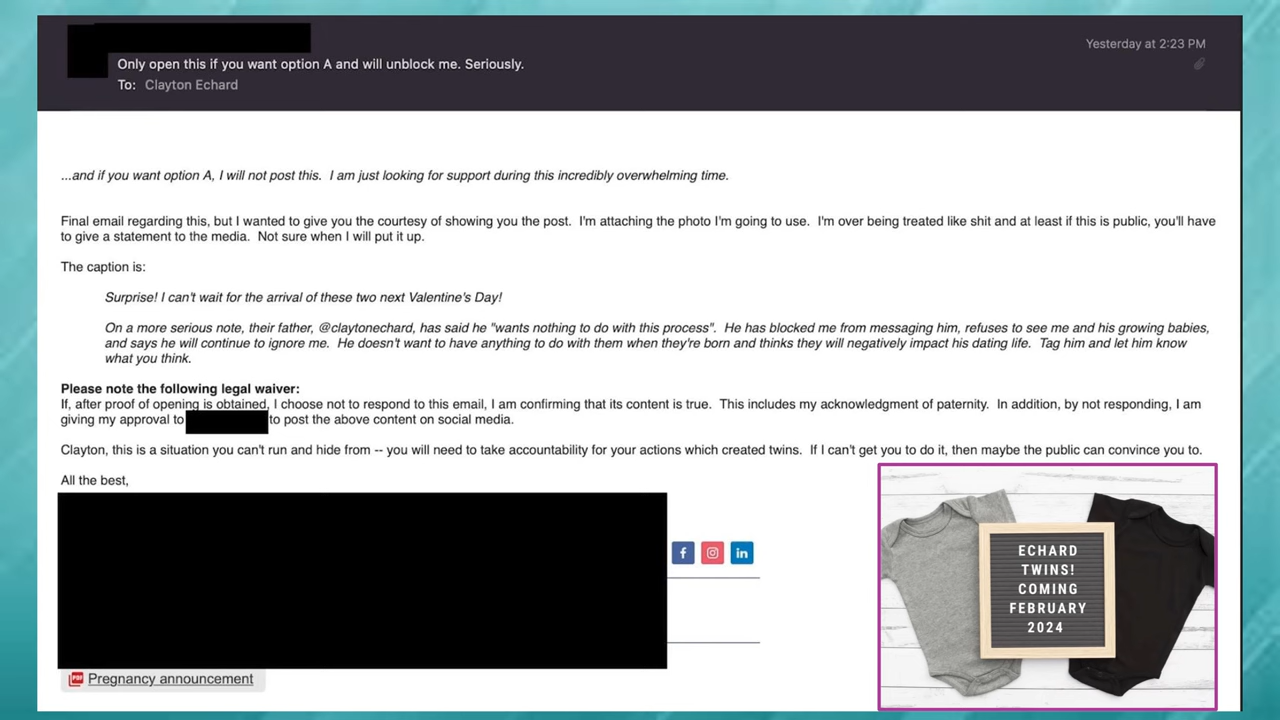 Yesterday at 2:23 PM
Only open this if you want option A and will unblock me. Seriously.
To: Clayton Echard
...and if you want option A, I will not post this. I am just looking for support during this incredibly overwhelming time.
Final email regarding this, but I wanted to give you the courtesy of showing you the post. I'm attaching the photo I'm going to use. I'm over being treated like shit and at least if this is public, you'll have
to give a statement to the media. Not sure when I will put it up.
The caption is:
Surprise! I can't wait for the arrival of these two next Valentine's Day!
On a more serious note, their father, @claytonechard, has said he "wants nothing to do with this process". He has blocked me from messaging him, refuses to see me and his growing babies,
and says he will continue to ignore me. He doesn't want to have anything to do with them when they're born and thinks they will negatively impact his dating life. Tag him and let him know
what you think.
Please note the following legal waiver:
If, after proof of opening is obtained, I choose not to respond to this email, I am confirming that its content is true. This includes my acknowledgment of paternity. In addition, by not responding, I am
giving my approval to to post the above content on social media.
Clayton, this is a situation you can't run and hide from -- you will need to take accountability for your actions which created twins. If I can't get you to do it, then maybe the public can convince you to.
All the best,
f
in
ECHARD
TWINS!
COMING
FEBRUARY
2024
PDF
Pregnancy announcement